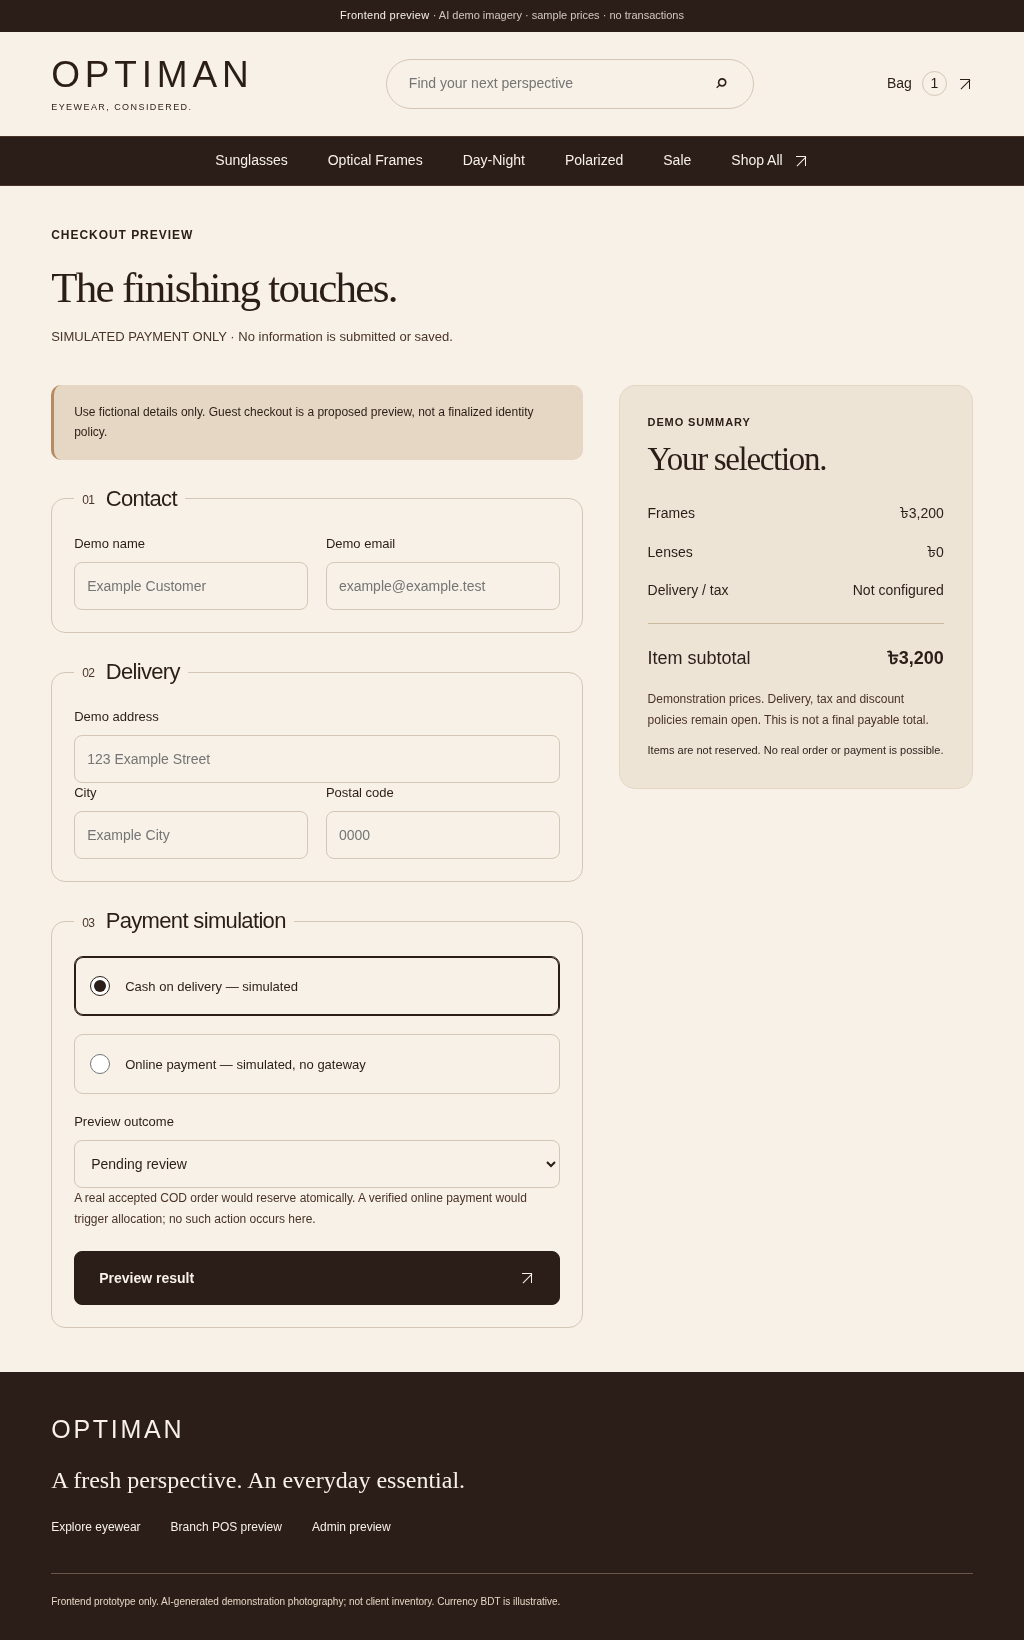 Frontend preview · AI demo imagery · sample prices · no transactions
OPTIMAN
EYEWEAR, CONSIDERED.
Find your next perspective
Bag 1
Sunglasses Optical Frames Day-Night Polarized Sale Shop All
CHECKOUT PREVIEW
The finishing touches.
SIMULATED PAYMENT ONLY · No information is submitted or saved.
Use fictional details only. Guest checkout is a proposed preview, not a finalized identity
policy.
01 Contact
Demo name Demo email
Example Customer example@example.test
02 Delivery
Demo address
123 Example Street
City Postal code
Example City 0000
03 Payment simulation
Cash on delivery — simulated
Online payment — simulated, no gateway
Preview outcome
Pending review
A real accepted COD order would reserve atomically. A verified online payment would
trigger allocation; no such action occurs here.
Preview result
DEMO SUMMARY
Your selection.
Frames ৳3,200
Lenses ৳0
Delivery / tax Not configured
Item subtotal ৳3,200
Demonstration prices. Delivery, tax and discount
policies remain open. This is not a final payable total.
Items are not reserved. No real order or payment is possible.
OPTIMAN
A fresh perspective. An everyday essential.
Explore eyewear Branch POS preview Admin preview
Frontend prototype only. AI-generated demonstration photography; not client inventory. Currency BDT is illustrative.